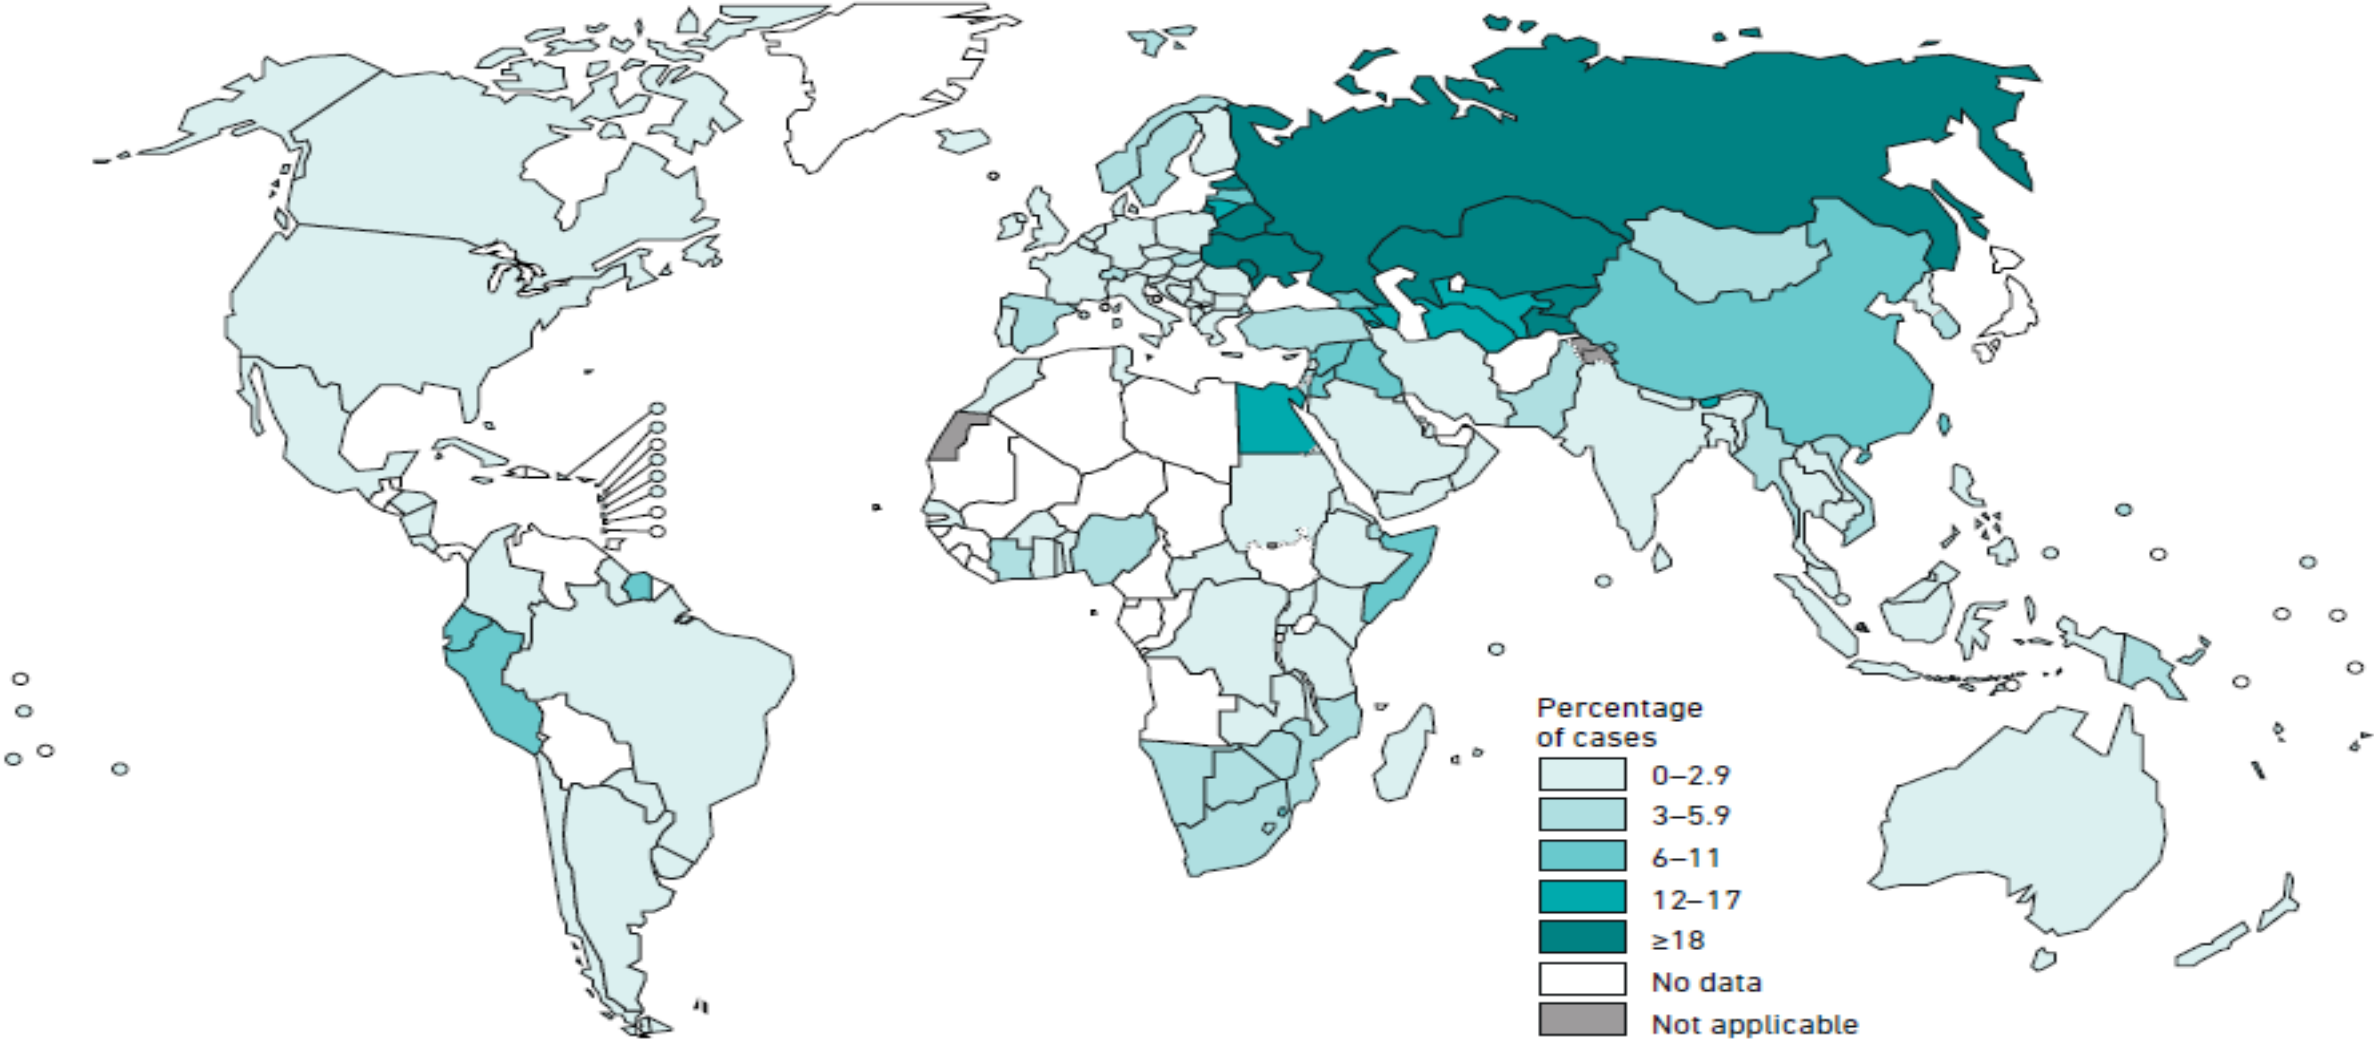 Percentage
of cases
0–2.9
3–5.9
6–11
12–17
≥18
No data
Not applicable